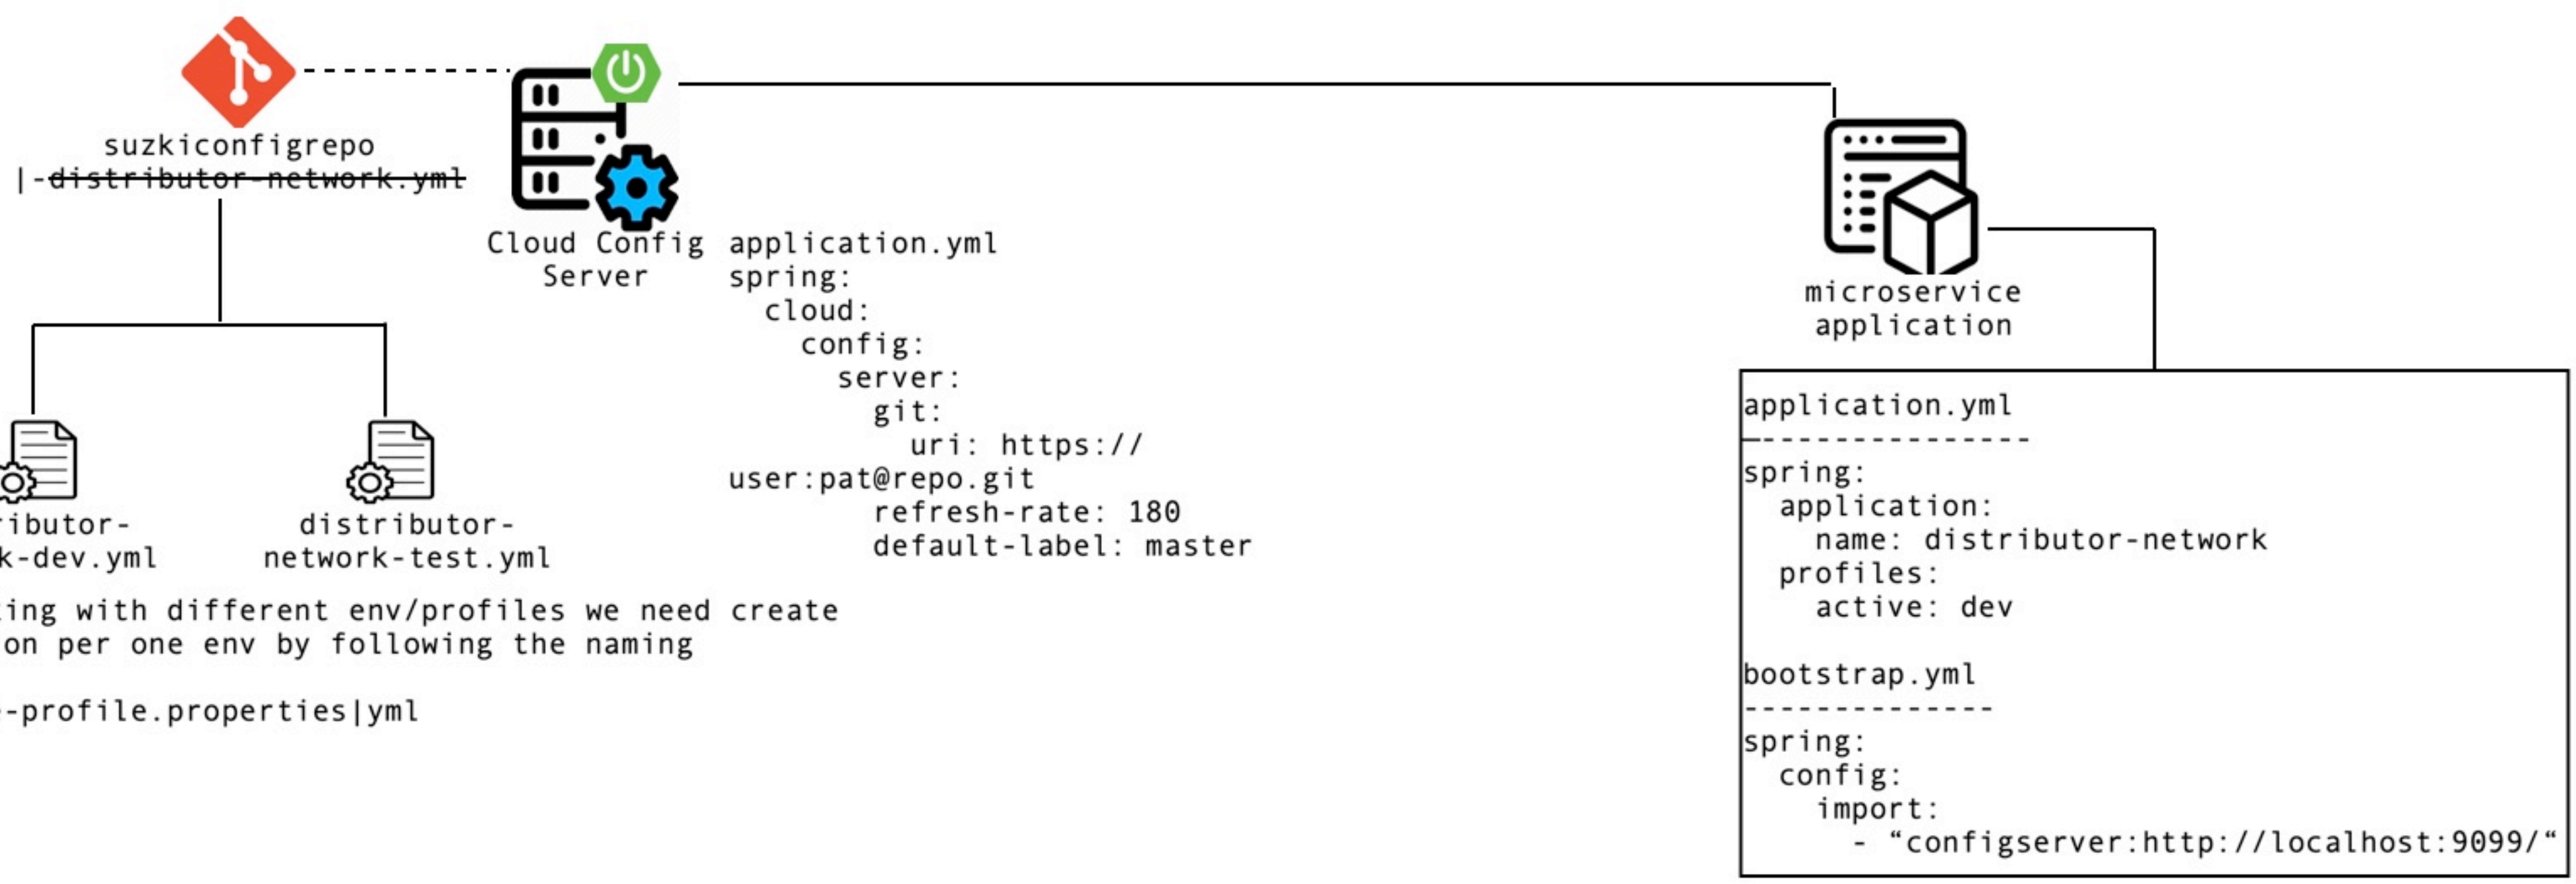 suzkiconfigrepo
|-distributor-network.yml
Cloud Config
Server
application.yml
spring:
  cloud:
    config:
      server:
        git:
          uri: https://
user:pat@repo.git
        refresh-rate: 180
        default-label: master
microservice
application
ributor-
k-dev.yml
distributor-
network-test.yml
ing with different env/profiles we need create
on per one env by following the naming
-profile.properties|yml
application.yml
----------------
spring:
  application:
    name: distributor-network
  profiles:
    active: dev
bootstrap.yml
--------------
spring:
  config:
    import:
      - “configserver:http://localhost:9099/“